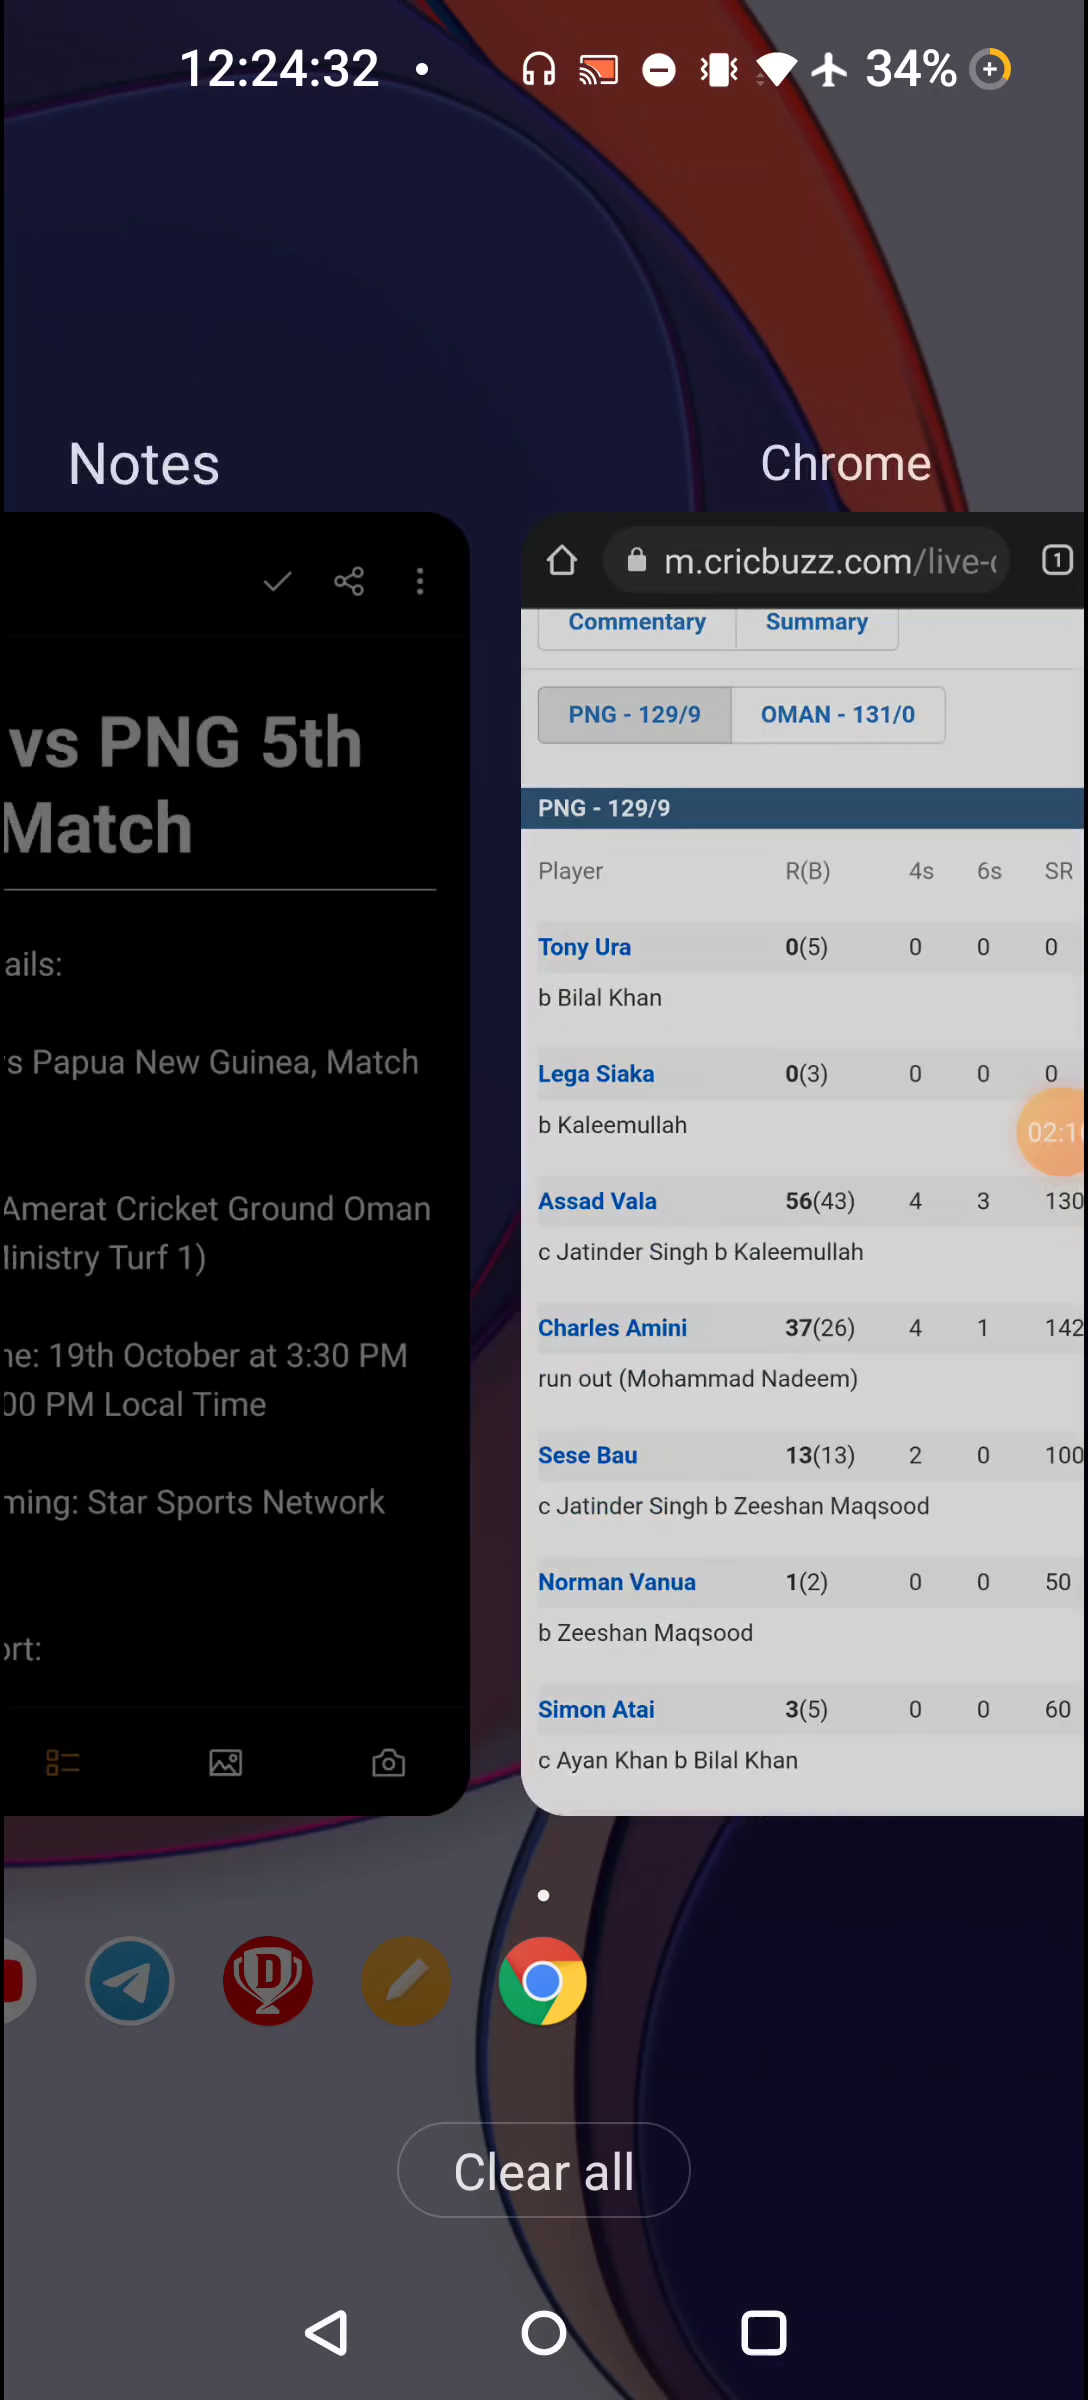 12:24:32
34%
Notes
Chrome
vs PNG 5th
Match
ails:
s Papua New Guinea, Match
Amerat Cricket Ground Oman
linistry Turf 1)
ne: 19th October at 3:30 PM
00 PM Local Time
ming: Star Sports Network
ort:
m.cricbuzz.com/live-
1
Commentary Summary
PNG - 129/9 OMAN - 131/0
PNG - 129/9
Player R(B) 4s 6s SR
Tony Ura 0(5) 0 0 0
b Bilal Khan
Lega Siaka 0(3) 0 0 0
b Kaleemullah
02:1
Assad Vala 56(43) 4 3 130
c Jatinder Singh b Kaleemullah
Charles Amini 37(26) 4 1 142
run out (Mohammad Nadeem)
Sese Bau 13(13) 2 0 100
c Jatinder Singh b Zeeshan Maqsood
Norman Vanua 1(2) 0 0 50
b Zeeshan Maqsood
Simon Atai 3(5) 0 0 60
c Ayan Khan b Bilal Khan
D
Clear all